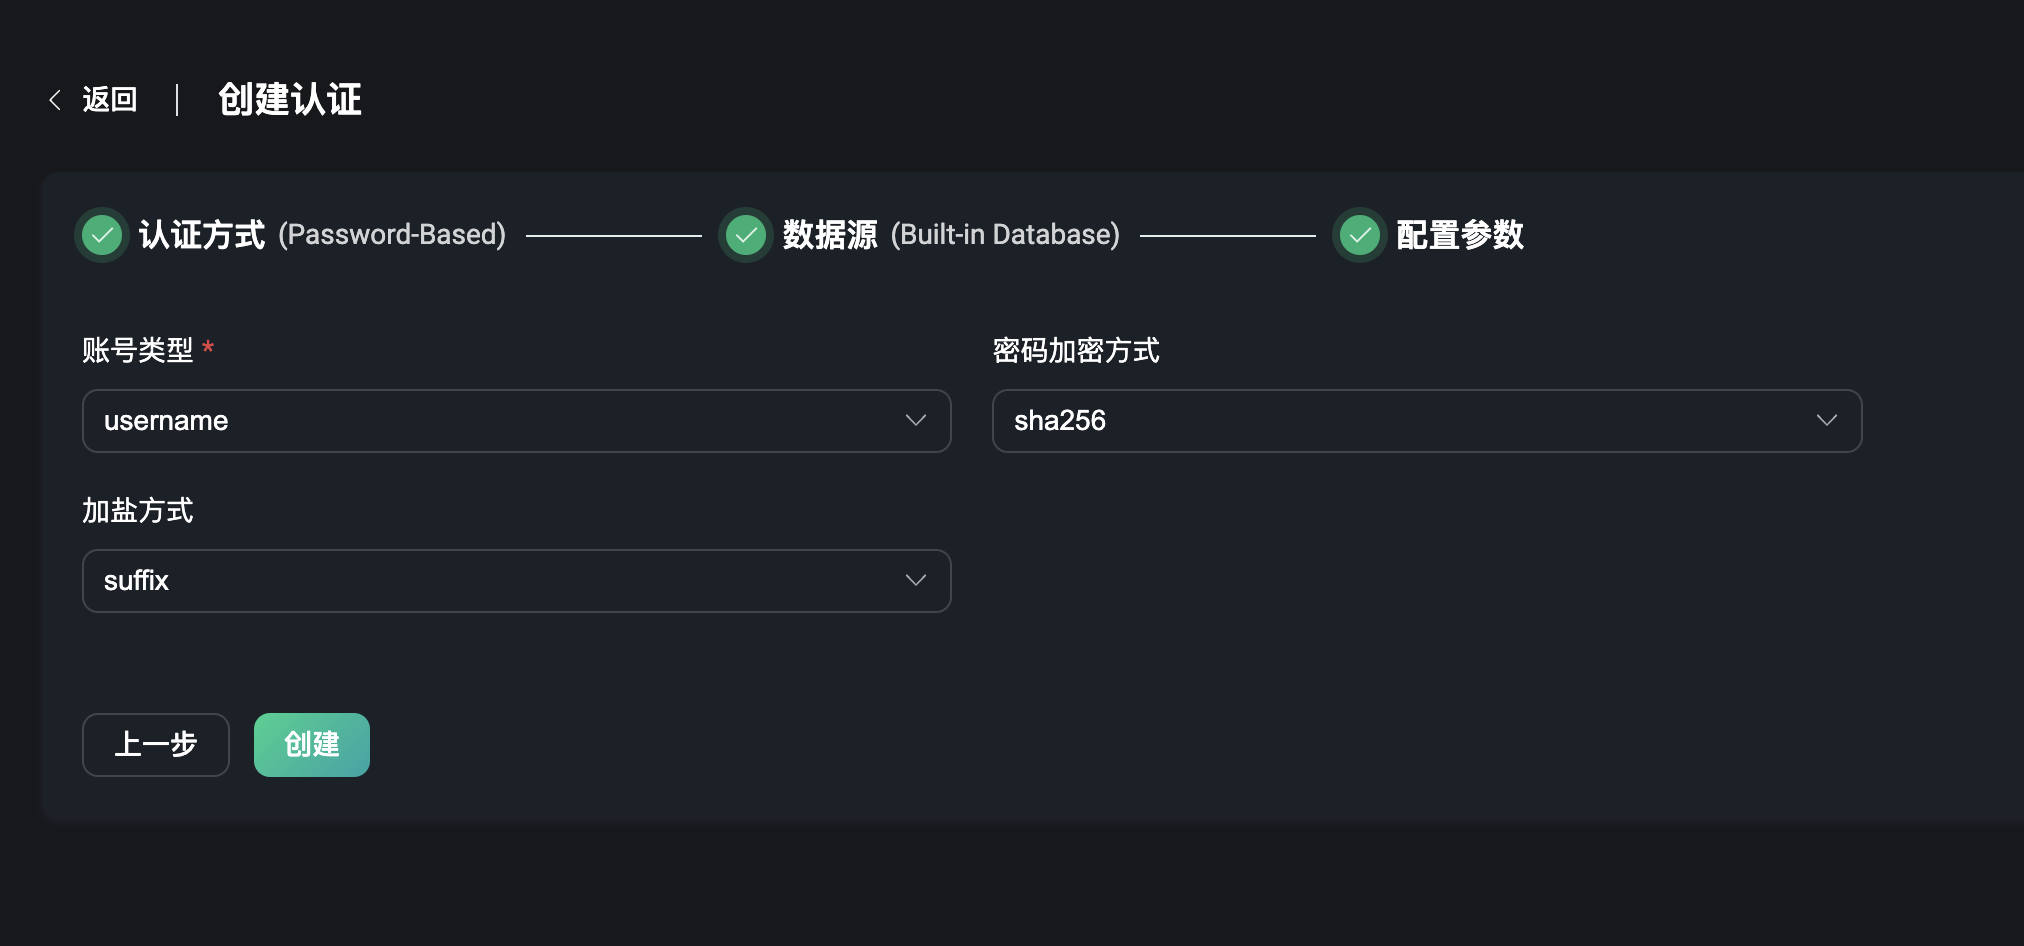 返回 创建认证
认证方式 (Password-Based) 数据源 (Built-in Database) 配置参数
账号类型 * 密码加密方式
username sha256
加盐方式
suffix
上一步 创建